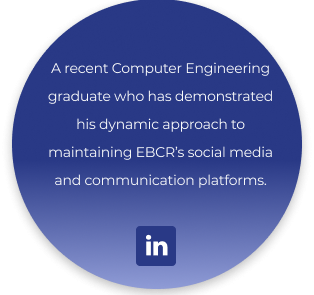 A recent Computer Engineering
graduate who has demonstrated
his dynamic approach to
maintaining EBCR's social media
and communication platforms.
in